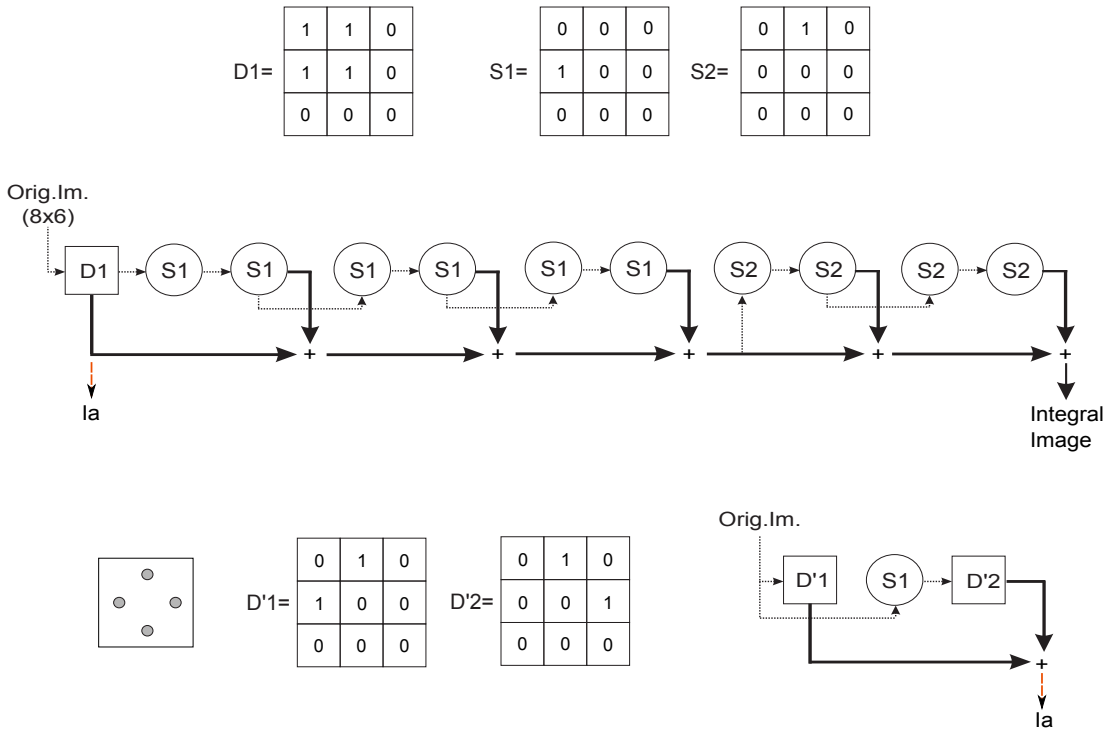 1 1 0 0 0 0 0 1 0
D1= 1 1 0 S1= 1 0 0 S2= 0 0 0
0 0 0 0 0 0 0 0 0
Orig.Im.
(8x6)
D1 S1 S1 S1 S1 S1 S1 S2 S2 S2 S2
+ + + + +
Ia
Integral
Image
Orig.Im.
0 1 0 0 1 0
D'1= 1 0 0 D'2= 0 0 1 D'1 S1 D'2
0 0 0 0 0 0
+
Ia